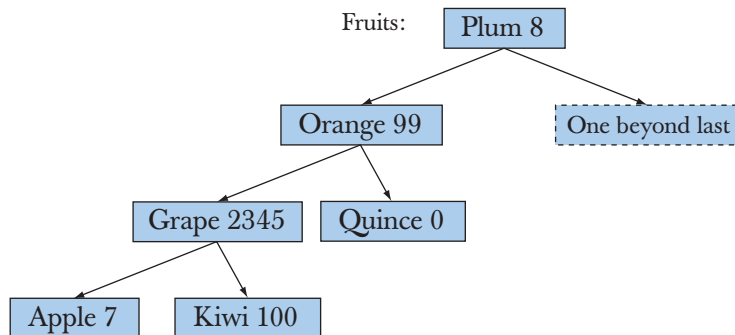 Fruits:
Plum 8
Orange 99
One beyond last
Grape 2345
Quince 0
Apple 7
Kiwi 100